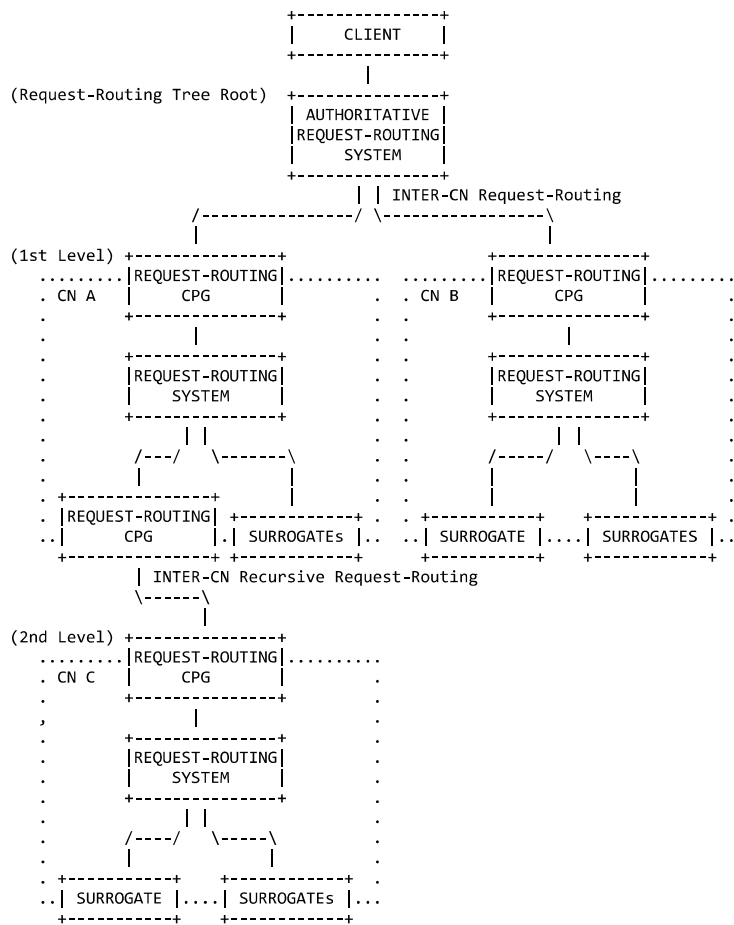 CLIENT
(Request-Routing Tree Root)
AUTHORITATIVE
REQUEST-ROUTING
SYSTEM
INTER-CN Request-Routing
(1st Level)
REQUEST-ROUTING REQUEST-ROUTING
CN A CPG CN B CPG
REQUEST-ROUTING REQUEST-ROUTING
SYSTEM SYSTEM
REQUEST-ROUTING
CPG SURROGATEs SURROGATE SURROGATES
INTER-CN Recursive Request-Routing
(2nd Level)
REQUEST-ROUTING
CN C CPG
REQUEST-ROUTING
SYSTEM
SURROGATE SURROGATEs